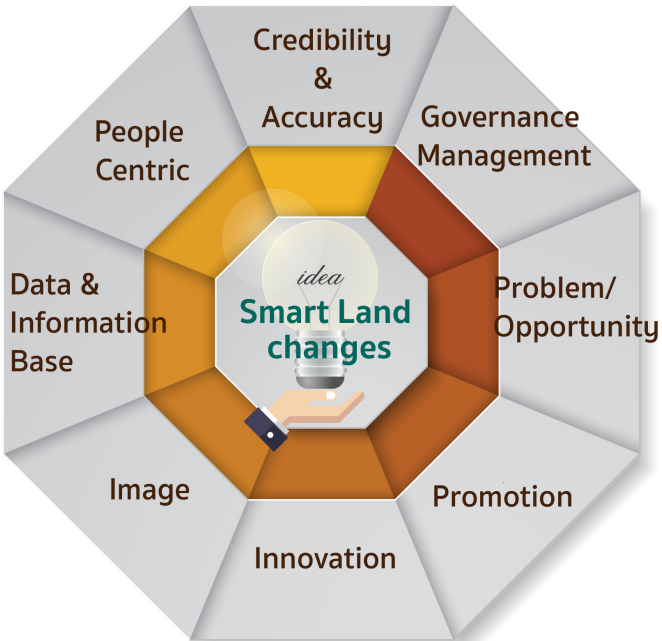 Credibility
&
Accuracy
Governance
Management
Problem/
Opportunity
Promotion
Innovation
Image
Data &
Information
Base
People
Centric
idea
Smart Land
changes